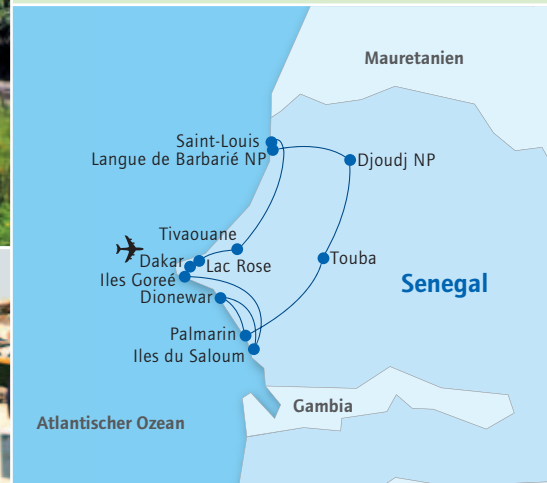 Mauretanien
Saint-Louis
Langue de Barbarié NP
Djoudj NP
Tivaouane
Dakar
Lac Rose
Touba
Iles Goreé
Senegal
Dionewar
Palmarin
Iles du Saloum
Gambia
Atlantischer Ozean